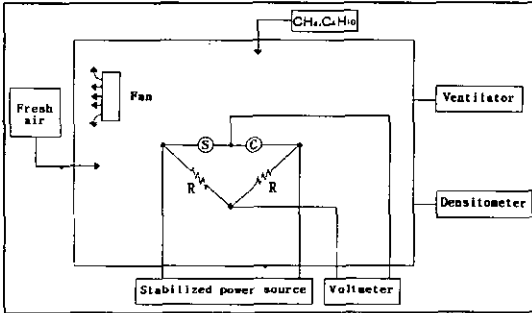 CH4.C4H10
Fan
Fresh
air
Ventilator
S
C
R
R
Densitometer
Stabilized power source
Voltmeter